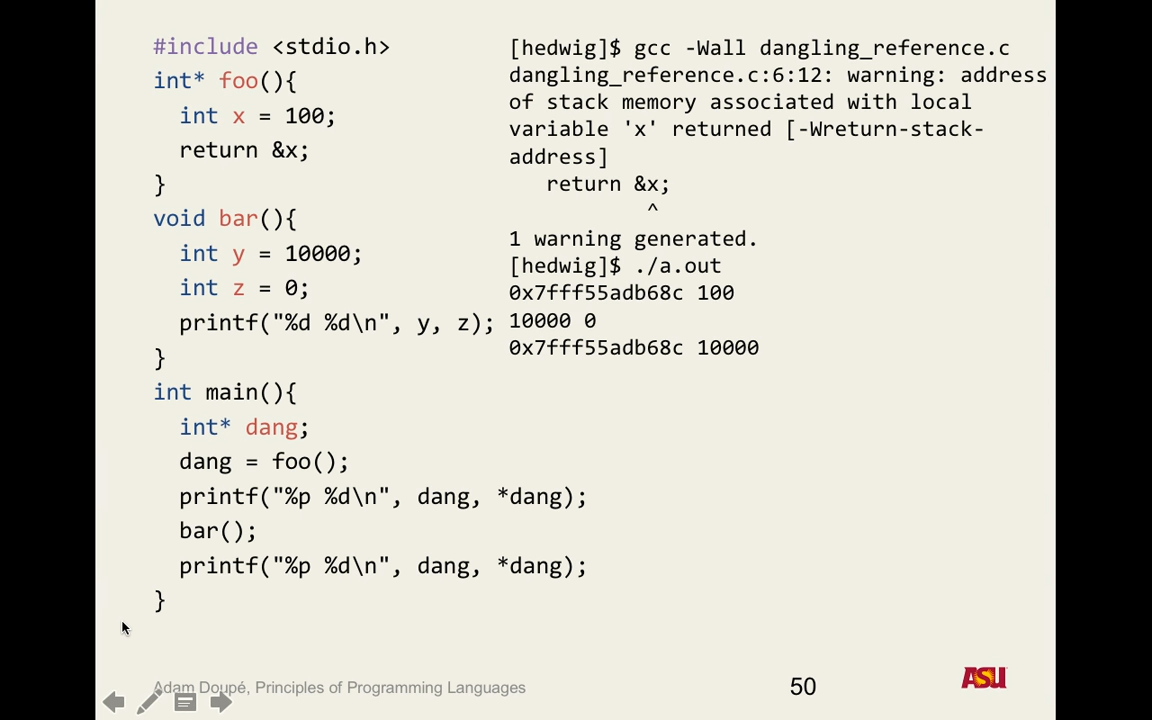 #include <stdio.h>
int* foo(){
int x = 100;
return &x;
}
void bar(){
int y = 10000;
int z = 0;
printf("%d %d\n", y, z);
}
int main(){
int* dang;
dang = foo();
printf("%p %d\n", dang, *dang);
bar();
printf("%p %d\n", dang, *dang);
}
[hedwig]$ gcc -Wall dangling_reference.c
dangling_reference.c:6:12: warning: address
of stack memory associated with local
variable 'x' returned [-Wreturn-stack-
address]
return &x;
^
1 warning generated.
[hedwig]$ ./a.out
0x7fff55adb68c 100
10000 0
0x7fff55adb68c 10000
Adam Doupé, Principles of Programming Languages
50
ASU